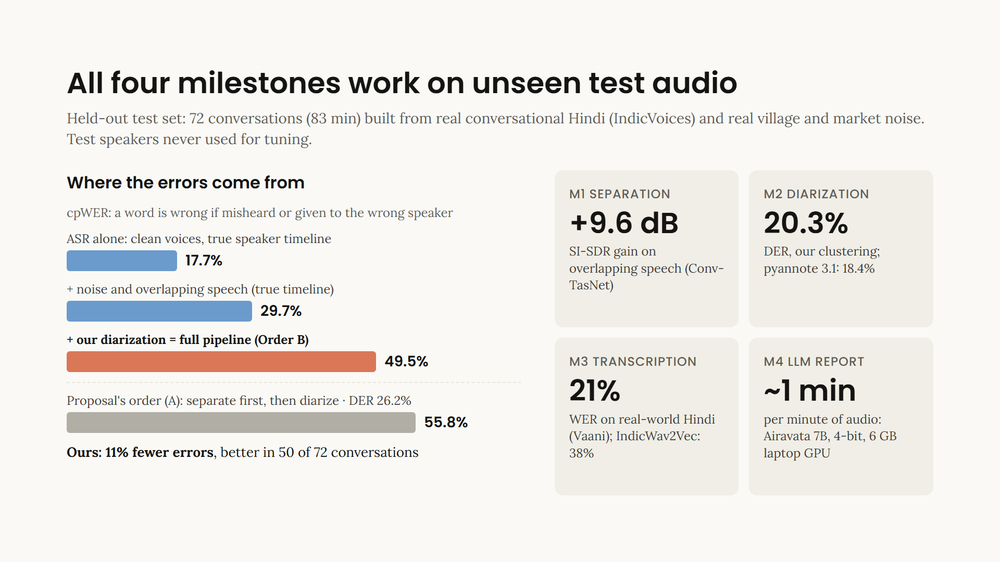 All four milestones work on unseen test audio
Held-out test set: 72 conversations (83 min) built from real conversational Hindi (IndicVoices) and real village and market noise.
Test speakers never used for tuning.
Where the errors come from
cpWER: a word is wrong if misheard or given to the wrong speaker
ASR alone: clean voices, true speaker timeline
17.7%
+ noise and overlapping speech (true timeline)
29.7%
+ our diarization = full pipeline (Order B)
49.5%
Proposal's order (A): separate first, then diarize · DER 26.2%
55.8%
Ours: 11% fewer errors, better in 50 of 72 conversations
M1 SEPARATION
+9.6 dB
SI-SDR gain on
overlapping speech (Conv-
TasNet)
M2 DIARIZATION
20.3%
DER, our clustering;
pyannote 3.1: 18.4%
M3 TRANSCRIPTION
21%
WER on real-world Hindi
(Vaani); IndicWav2Vec:
38%
M4 LLM REPORT
~1 min
per minute of audio:
Airavata 7B, 4-bit, 6 GB
laptop GPU